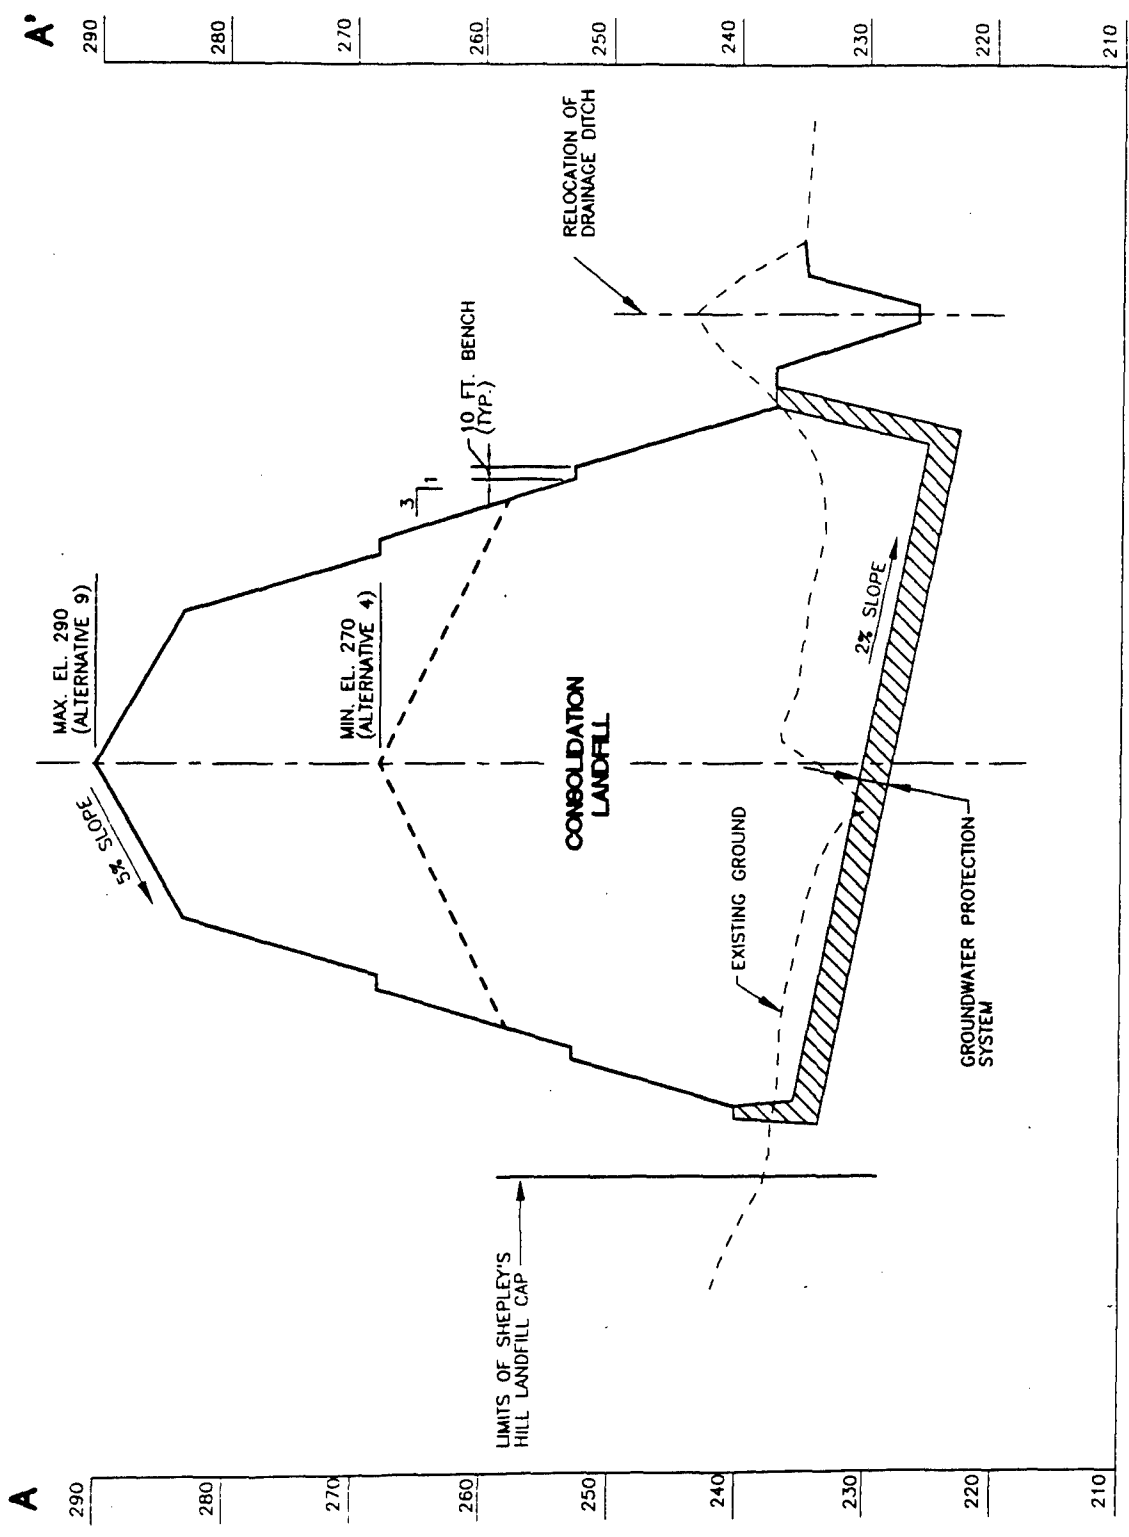 A
A'
290
280
270
260
250
240
230
220
210
290
280
270
260
250
240
230
220
210
MAX. EL. 290
(ALTERNATIVE 9)
5% SLOPE
MIN. EL. 270
(ALTERNATIVE 4)
3
1
10 FT. BENCH
(TYP.)
LIMITS OF SHEPLEY'S
HILL LANDFILL CAP
CONSOLIDATION
LANDFILL
RELOCATION OF
DRAINAGE DITCH
EXISTING GROUND
2% SLOPE
GROUNDWATER PROTECTION
SYSTEM